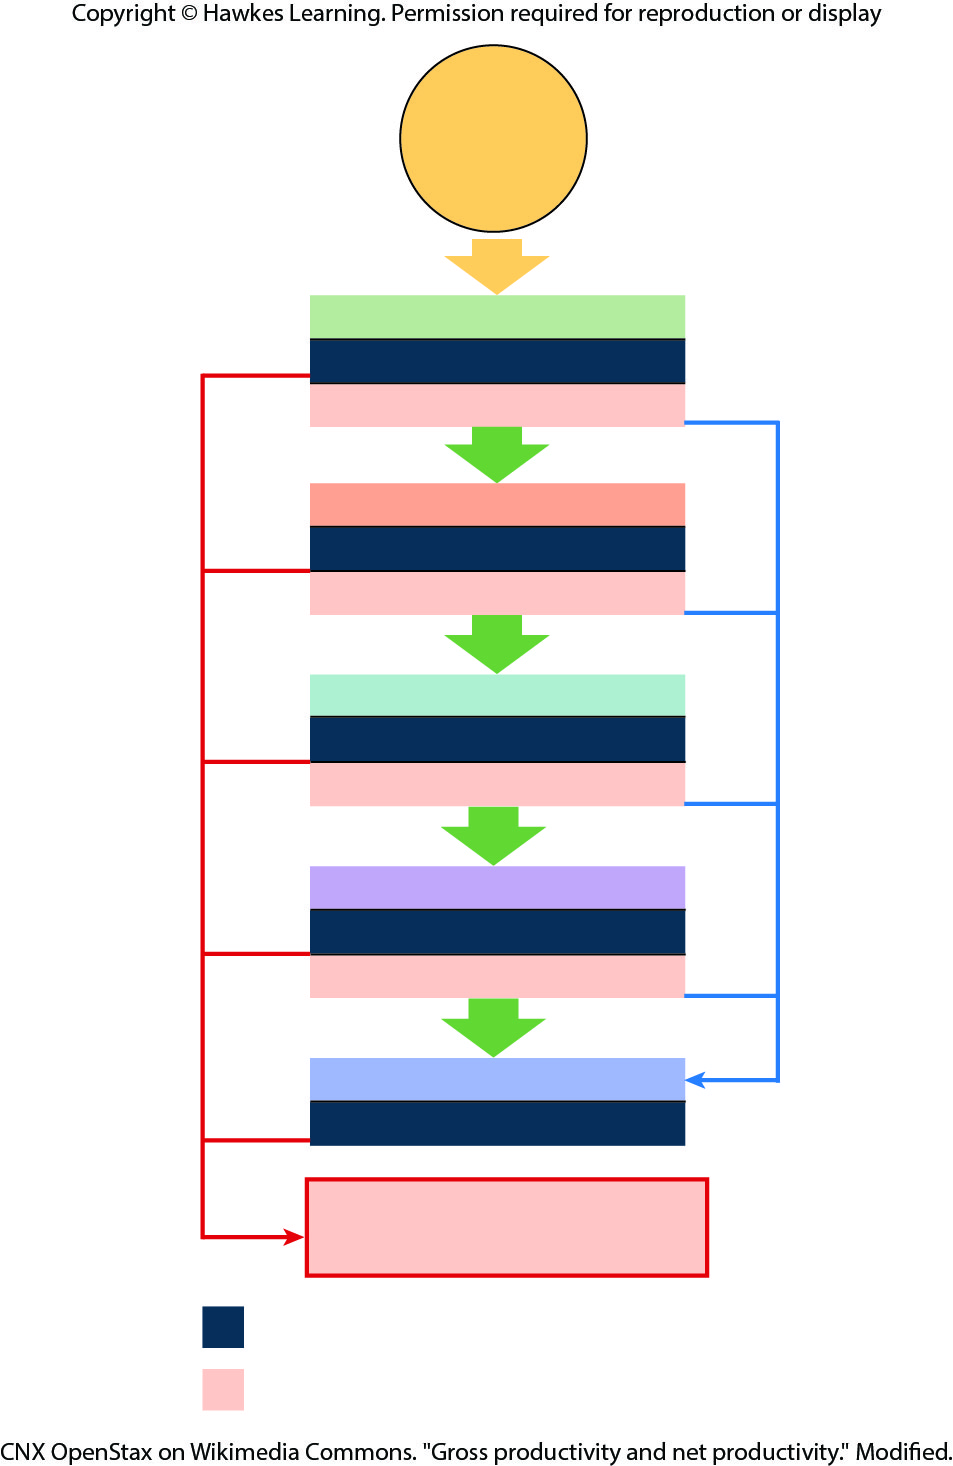 Copyright © Hawkes Learning. Permission required for reproduction or display
CNX OpenStax on Wikimedia Commons. "Gross productivity and net productivity." Modified.